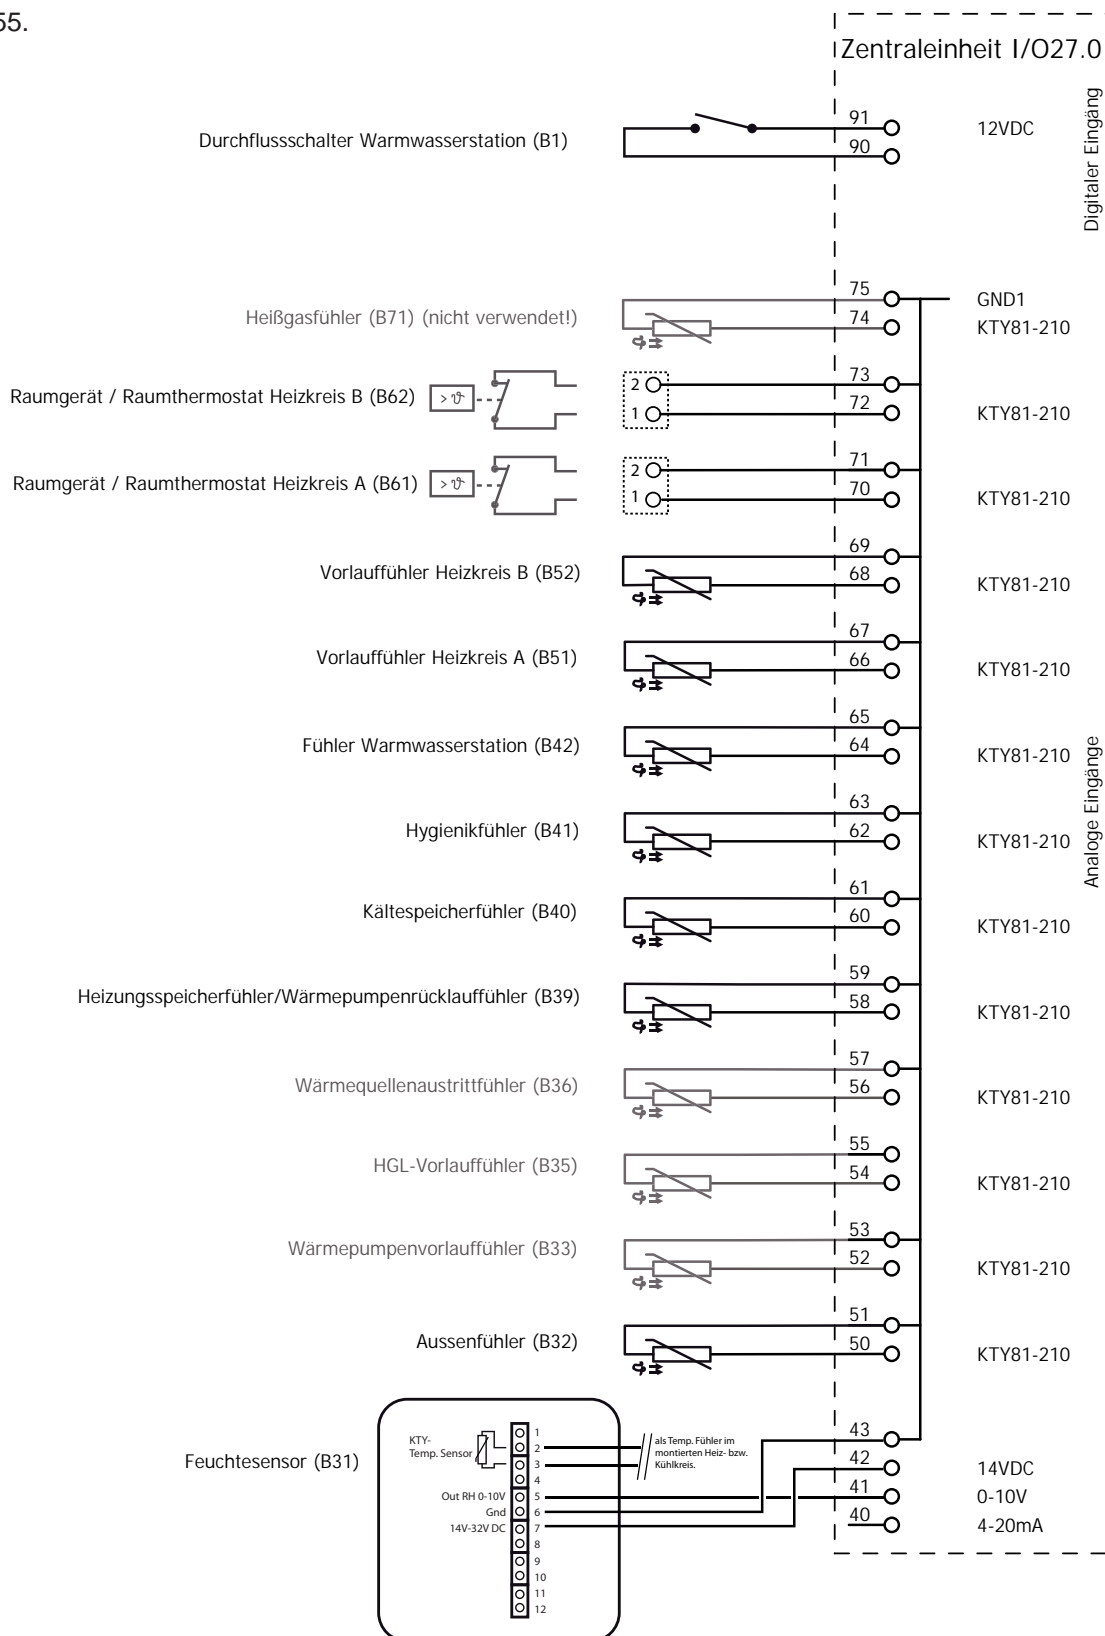 55.
Zentraleinheit I/O27.0
Digitaler Eingäng
Durchflussschalter Warmwasserstation (B1)
91
12VDC
90
75
GND1
Heißgasfühler (B71) (nicht verwendet!)
74
KTY81-210
Raumgerät / Raumthermostat Heizkreis B (B62)
> ϑ
2
73
1
72
KTY81-210
Raumgerät / Raumthermostat Heizkreis A (B61)
> ϑ
2
71
1
70
KTY81-210
Vorlauffühler Heizkreis B (B52)
69
68
KTY81-210
Vorlauffühler Heizkreis A (B51)
67
66
KTY81-210
Fühler Warmwasserstation (B42)
65
64
KTY81-210
Analoge Eingänge
Hygienikfühler (B41)
63
62
KTY81-210
Kältespeicherfühler (B40)
61
60
KTY81-210
Heizungsspeicherfühler/Wärmepumpenrücklauffühler (B39)
59
58
KTY81-210
Wärmequellenaustrittfühler (B36)
57
56
KTY81-210
HGL-Vorlauffühler (B35)
55
54
KTY81-210
Wärmepumpenvorlauffühler (B33)
53
52
KTY81-210
Aussenfühler (B32)
51
50
KTY81-210
Feuchtesensor (B31)
KTY-
Temp. Sensor
Out RH 0-10V
Gnd
14V-32V DC
1
2
3
4
5
6
7
8
9
10
11
12
als Temp. Fühler im
montierten Heiz- bzw.
Kühlkreis.
43
42
14VDC
41
0-10V
40
4-20mA